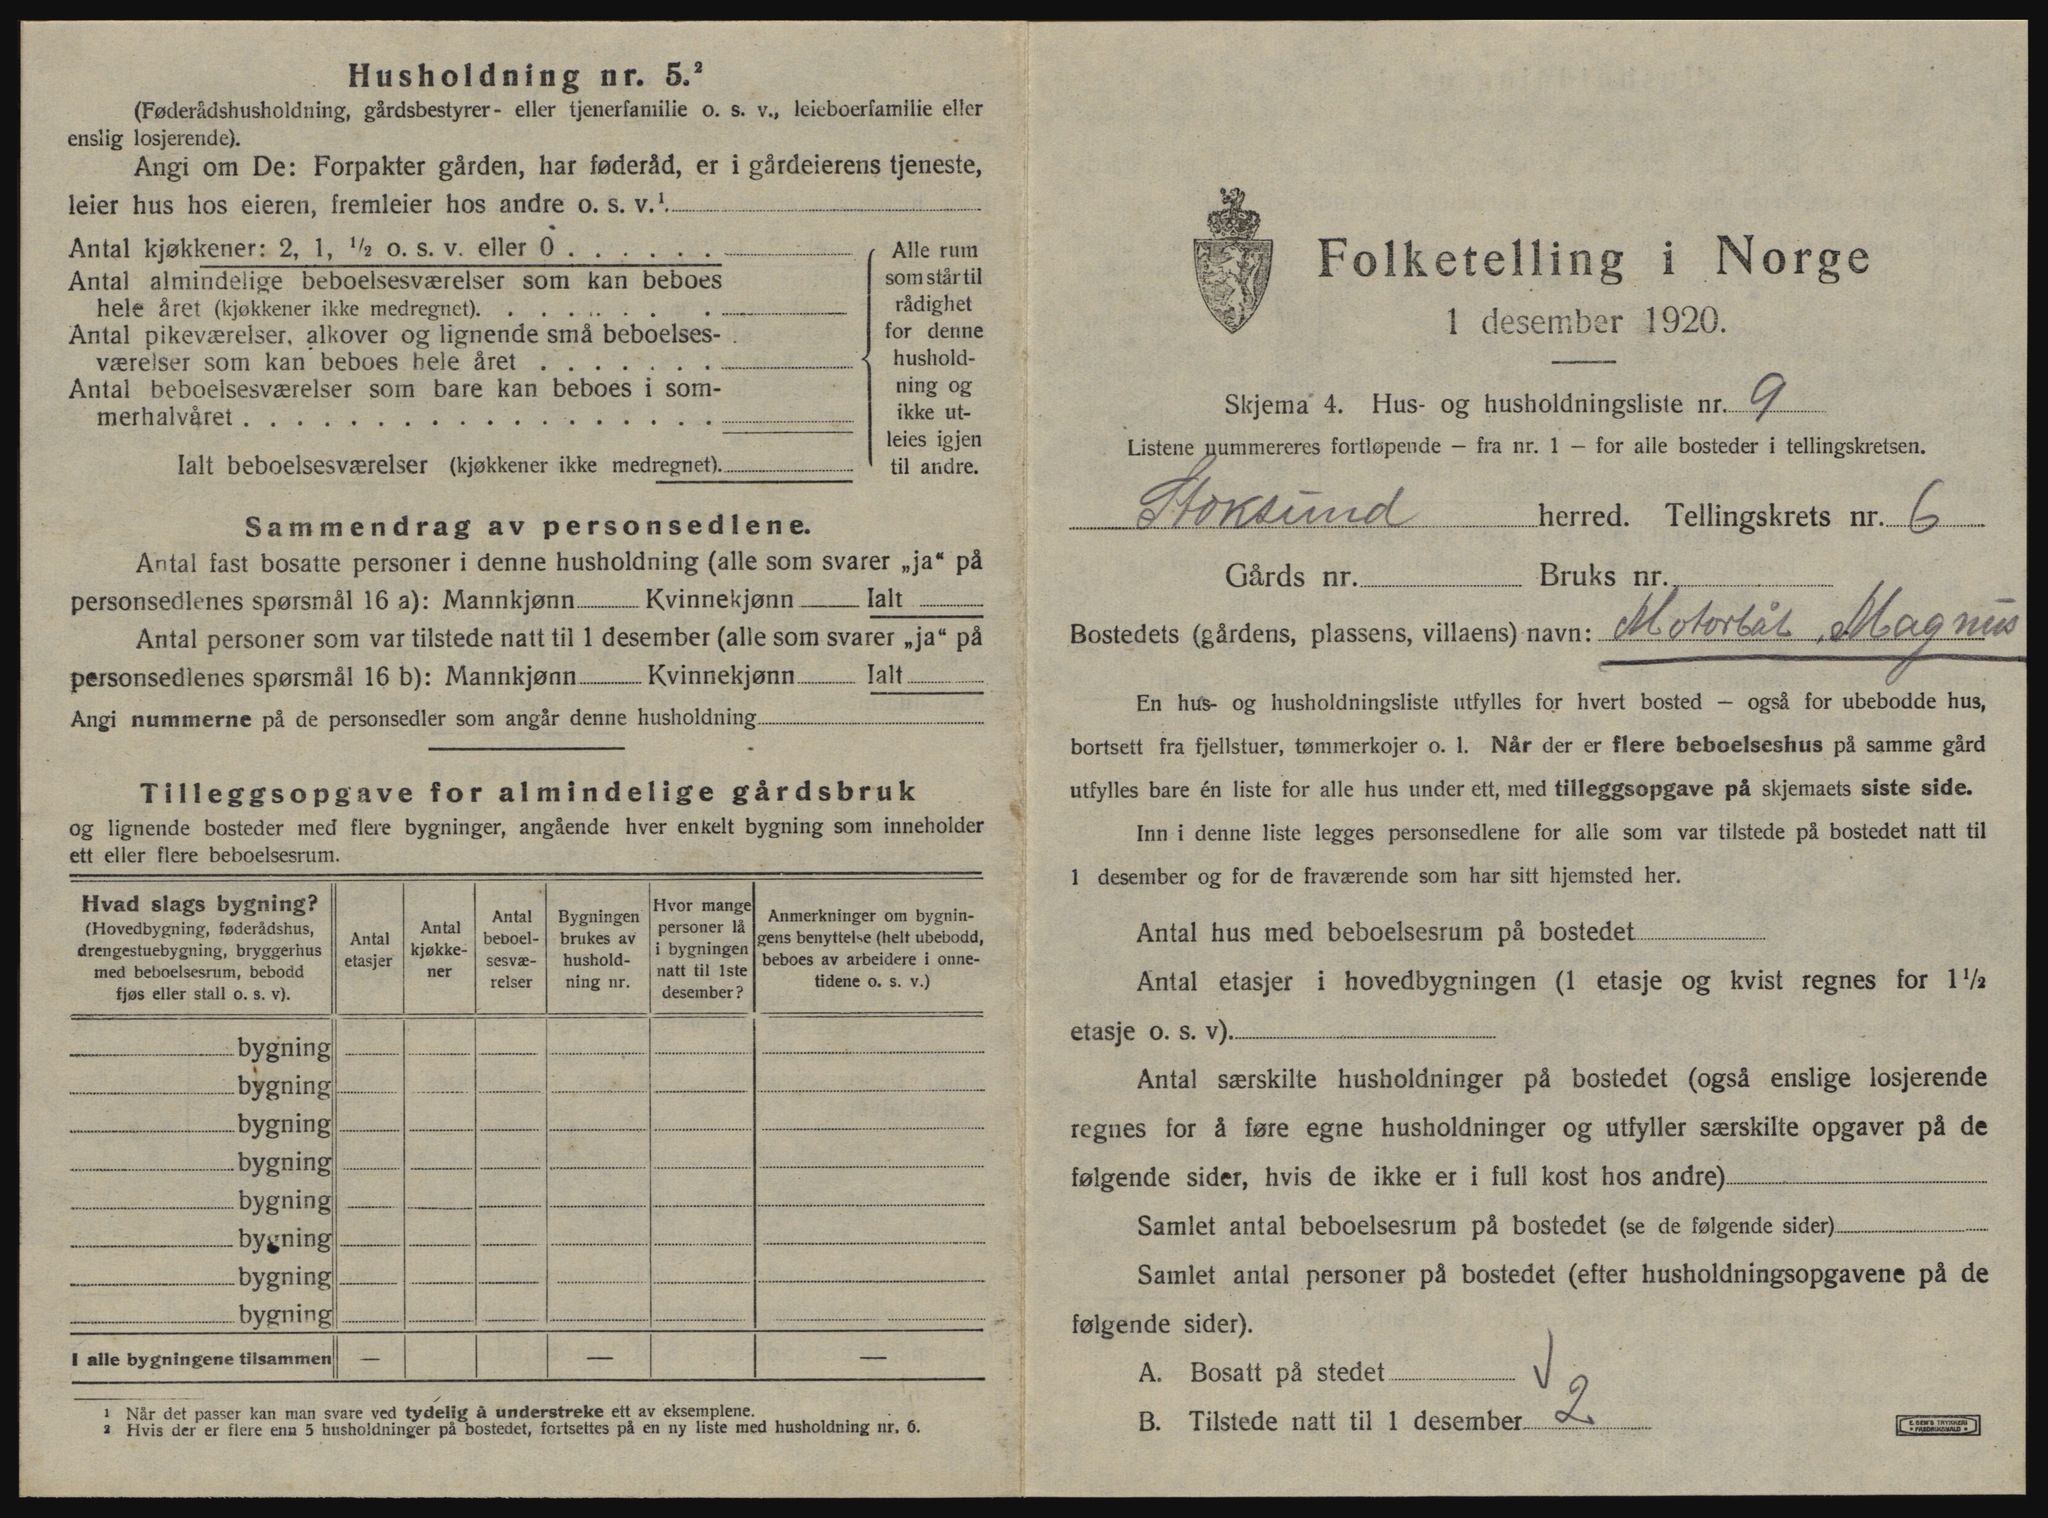 Husholdning nr. 5.²
(Føderådshusholdning, gårdsbestyrer- eller tjenerfamilie o. s. v., leieboerfamilie eller
enslig losjerende).
Angi om De: Forpakter gården, har føderåd, er i gårdeierens tjeneste,
leier hus hos eieren, fremleier hos andre o. s. v.¹
Antal kjøkkener: 2, 1, ½ o. s. v. eller 0 . . . . . .
Antal almindelige beboelsesværelser som kan beboes
hele året (kjøkkener ikke medregnet). . . . . . . .
Antal pikeværelser, alkover og lignende små beboelses-
værelser som kan beboes hele året . . . . . . .
Antal beboelsesværelser som bare kan beboes i som-
merhalvåret . . . . . . . . . . . . . . . . . .
Ialt beboelsesværelser (kjøkkener ikke medregnet).
Alle rum
som står til
rådighet
for denne
hushold-
ning og
ikke ut-
leies igjen
til andre.
Sammendrag av personsedlene.
Antal fast bosatte personer i denne husholdning (alle som svarer „ja“ på
personsedlenes spørsmål 16 a): Mannkjønn Kvinnekjønn Ialt
Antal personer som var tilstede natt til 1 desember (alle som svarer „ja“ på
personsedlenes spørsmål 16 b): Mannkjønn Kvinnekjønn Ialt
Angi nummerne på de personsedler som angår denne husholdning
Tilleggsopgave for almindelige gårdsbruk
og lignende bosteder med flere bygninger, angående hver enkelt bygning som inneholder
ett eller flere beboelsesrum.
Hvad slags bygning?
(Hovedbygning, føderådshus,
drengestuebygning, bryggerhus
med beboelsesrum, bebodd
fjøs eller stall o. s. v).
Antal
etasjer
Antal
kjøkke-
ner
Antal
beboel-
sesvæ-
relser
Bygningen
brukes av
hushold-
ning nr.
Hvor mange
personer lå
i bygningen
natt til 1ste
desember?
Anmerkninger om bygnin-
gens benyttelse (helt ubebodd,
beboes av arbeidere i onne-
tidene o. s. v.)
bygning
bygning
bygning
bygning
bygning
bygning
bygning
bygning
I alle bygningene tilsammen — — —
¹ Når det passer kan man svare ved tydelig å understreke ett av eksemplene.
² Hvis der er flere enn 5 husholdninger på bostedet, fortsettes på en ny liste med husholdning nr. 6.
Folketelling i Norge
1 desember 1920.
Skjema 4. Hus- og husholdningsliste nr. 9
Listene nummereres fortløpende — fra nr. 1 — for alle bosteder i tellingskretsen.
Stoksund herred. Tellingskrets nr. 6
Gårds nr. Bruks nr.
Bostedets (gårdens, plassens, villaens) navn: Motorbåt Magnus
En hus- og husholdningsliste utfylles for hvert bosted — også for ubebodde hus,
bortsett fra fjellstuer, tømmerkojer o. l. Når der er flere beboelseshus på samme gård
utfylles bare én liste for alle hus under ett, med tilleggsopgave på skjemaets siste side.
Inn i denne liste legges personsedlene for alle som var tilstede på bostedet natt til
1 desember og for de fraværende som har sitt hjemsted her.
Antal hus med beboelsesrum på bostedet
Antal etasjer i hovedbygningen (1 etasje og kvist regnes for 1½
etasje o. s. v).
Antal særskilte husholdninger på bostedet (også enslige losjerende
regnes for å føre egne husholdninger og utfyller særskilte opgaver på de
følgende sider, hvis de ikke er i full kost hos andre)
Samlet antal beboelsesrum på bostedet (se de følgende sider)
Samlet antal personer på bostedet (efter husholdningsopgavene på de
følgende sider).
A. Bosatt på stedet
B. Tilstede natt til 1 desember 2